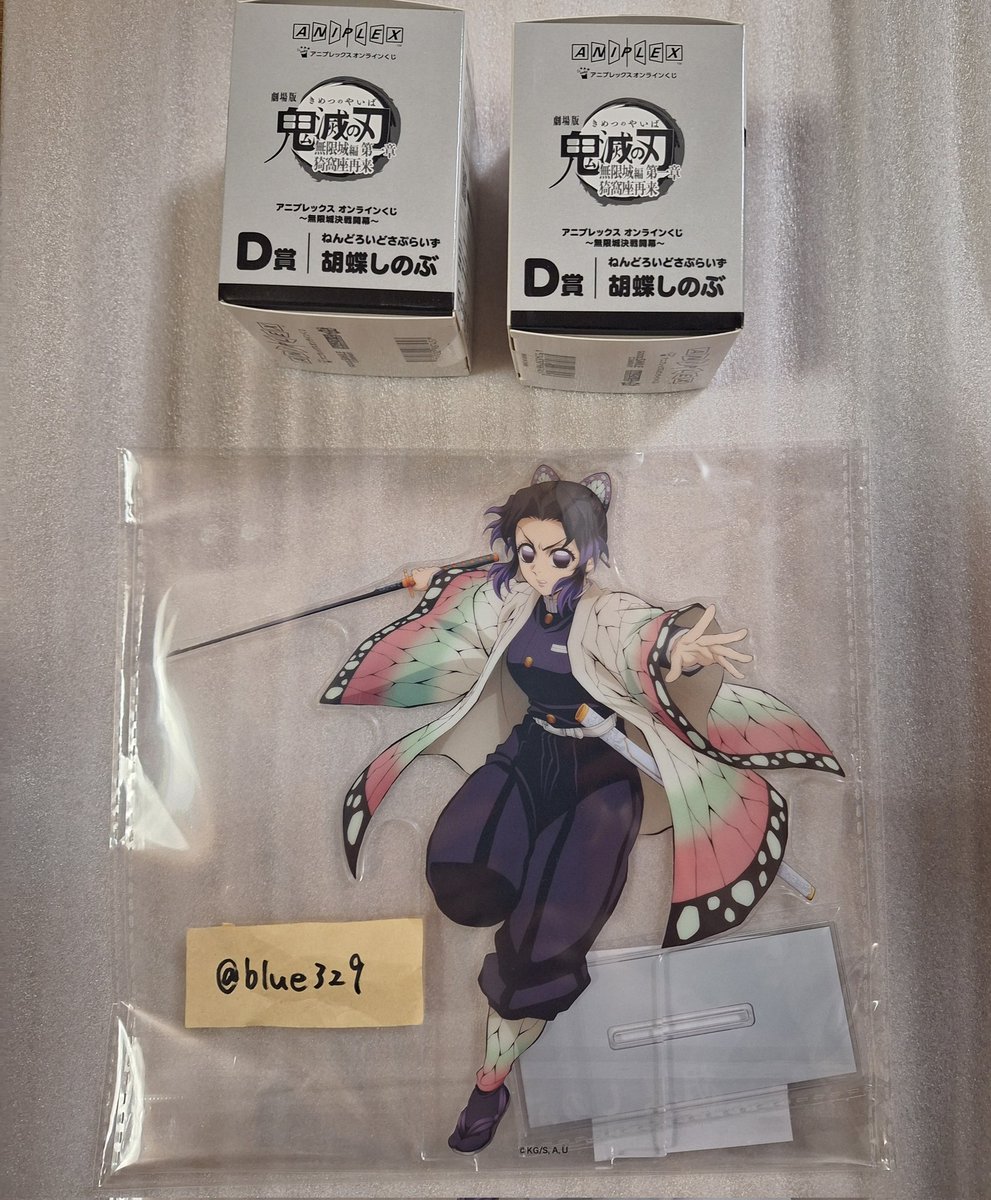 ANIPLEX
アニプレックス オンラインくじ
劇場版
きめつのやいば
鬼滅の刃
無限城編 第一章
猗窩座再来
アニプレックス オンラインくじ
～無限城決戦開幕～
D賞
ねんどろいどさぷらいず
胡蝶しのぶ
ANIPLEX
アニプレックス オンラインくじ
劇場版
きめつのやいば
鬼滅の刃
無限城編 第一章
猗窩座再来
アニプレックス オンラインくじ
～無限城決戦開幕～
D賞
ねんどろいどさぷらいず
胡蝶しのぶ
@blue329
©KG/S, A, U